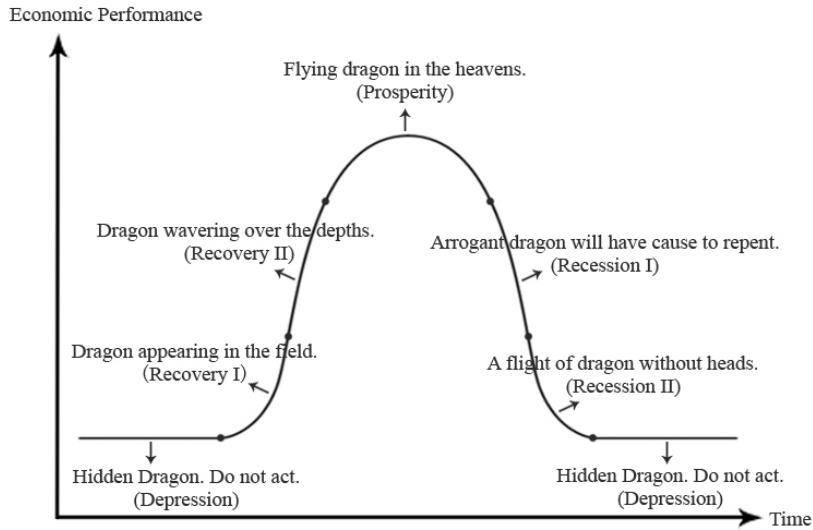 Economic Performance
Flying dragon in the heavens.
(Prosperity)
Dragon wavering over the depths.
(Recovery II)
Arrogant dragon will have cause to repent.
(Recession I)
Dragon appearing in the field.
(Recovery I)
A flight of dragon without heads.
(Recession II)
Hidden Dragon. Do not act.
(Depression)
Hidden Dragon. Do not act.
(Depression)
Time